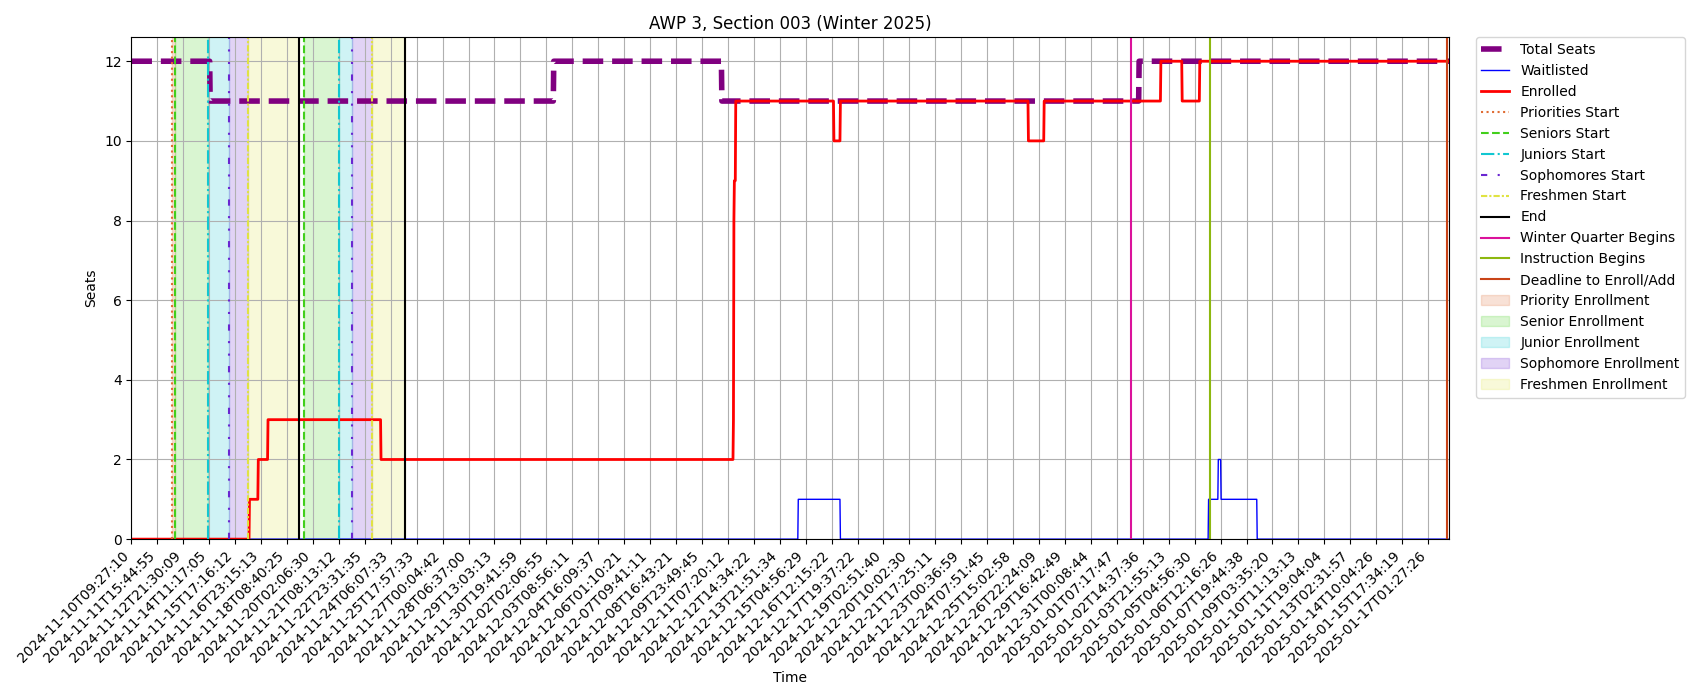 AWP 3, Section 003 (Winter 2025)
Seats
12
10
8
6
4
2
0
2024-11-10T09:27:10
2024-11-11T15:44:55
2024-11-12T21:30:09
2024-11-14T11:17:05
2024-11-15T17:16:12
2024-11-16T23:15:13
2024-11-18T08:40:25
2024-11-20T02:06:30
2024-11-21T08:13:12
2024-11-22T23:31:35
2024-11-24T06:07:33
2024-11-25T17:57:33
2024-11-27T00:04:42
2024-11-28T06:37:00
2024-11-29T13:03:13
2024-11-30T19:41:59
2024-12-02T02:06:55
2024-12-03T08:56:11
2024-12-04T16:09:37
2024-12-06T01:10:21
2024-12-07T09:41:11
2024-12-08T16:43:21
2024-12-09T23:49:45
2024-12-11T07:20:12
2024-12-12T14:34:22
2024-12-13T21:51:34
2024-12-15T04:56:29
2024-12-16T12:15:22
2024-12-17T19:37:22
2024-12-19T02:51:40
2024-12-20T10:02:30
2024-12-21T17:25:11
2024-12-23T00:36:59
2024-12-24T07:51:45
2024-12-25T15:02:58
2024-12-26T22:24:09
2024-12-29T16:42:49
2024-12-31T00:08:44
2025-01-01T07:17:47
2025-01-02T14:37:36
2025-01-03T21:55:13
2025-01-05T04:56:30
2025-01-06T12:16:26
2025-01-07T19:44:38
2025-01-09T03:35:20
2025-01-10T11:13:13
2025-01-11T19:04:04
2025-01-13T02:31:57
2025-01-14T10:04:26
2025-01-15T17:34:19
2025-01-17T01:27:26
Time
Total Seats
Waitlisted
Enrolled
Priorities Start
Seniors Start
Juniors Start
Sophomores Start
Freshmen Start
End
Winter Quarter Begins
Instruction Begins
Deadline to Enroll/Add
Priority Enrollment
Senior Enrollment
Junior Enrollment
Sophomore Enrollment
Freshmen Enrollment